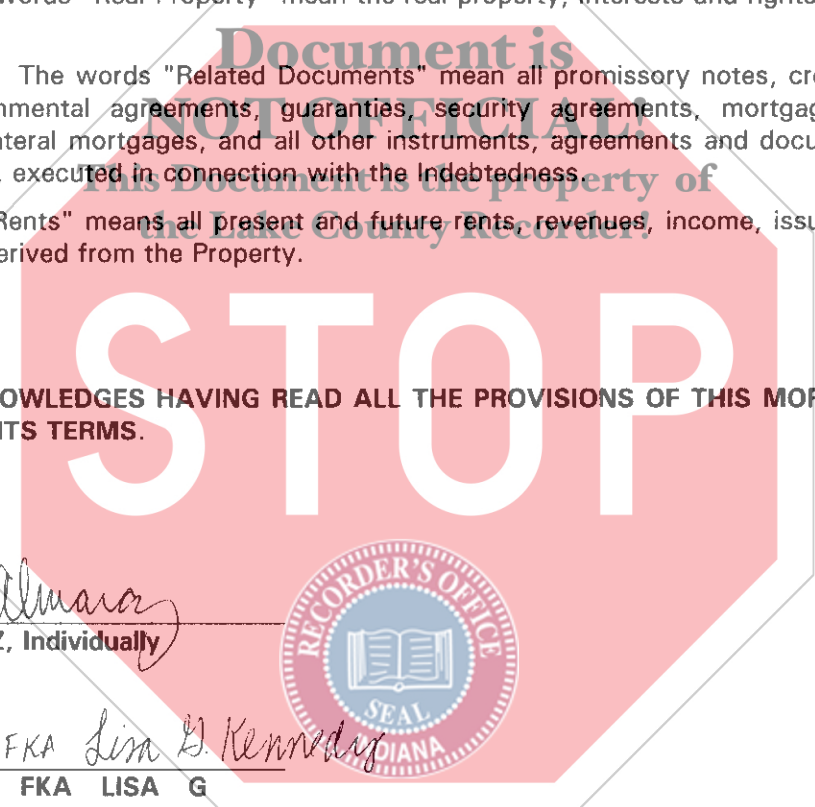 words "Real Property" mean the real property, interests and rights
Document is
The words "Related Documents" mean all promissory notes, cre
nmental agreements, guaranties, security agreements, mortgag
NOT OFFICIAL!
ateral mortgages, and all other instruments, agreements and docu
executed in connection with the Indebtedness.
This Document is the property of
Rents" means all present and future rents, revenues, income, issu
the Lake County Recorder!
erived from the Property.
STOP
OWLEDGES HAVING READ ALL THE PROVISIONS OF THIS MOR
ITS TERMS.
Almaraz
Z, Individually
RECORDER'S OFFICE
SEAL
INDIANA
FKA Lisa G. Kennedy
FKA LISA G